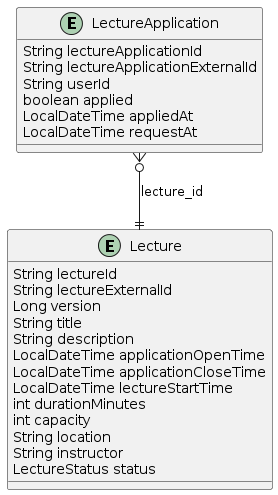 E LectureApplication
String lectureApplicationId
String lectureApplicationExternalId
String userId
boolean applied
LocalDateTime appliedAt
LocalDateTime requestAt
lecture_id
E Lecture
String lectureId
String lectureExternalId
Long version
String title
String description
LocalDateTime applicationOpenTime
LocalDateTime applicationCloseTime
LocalDateTime lectureStartTime
int durationMinutes
int capacity
String location
String instructor
LectureStatus status